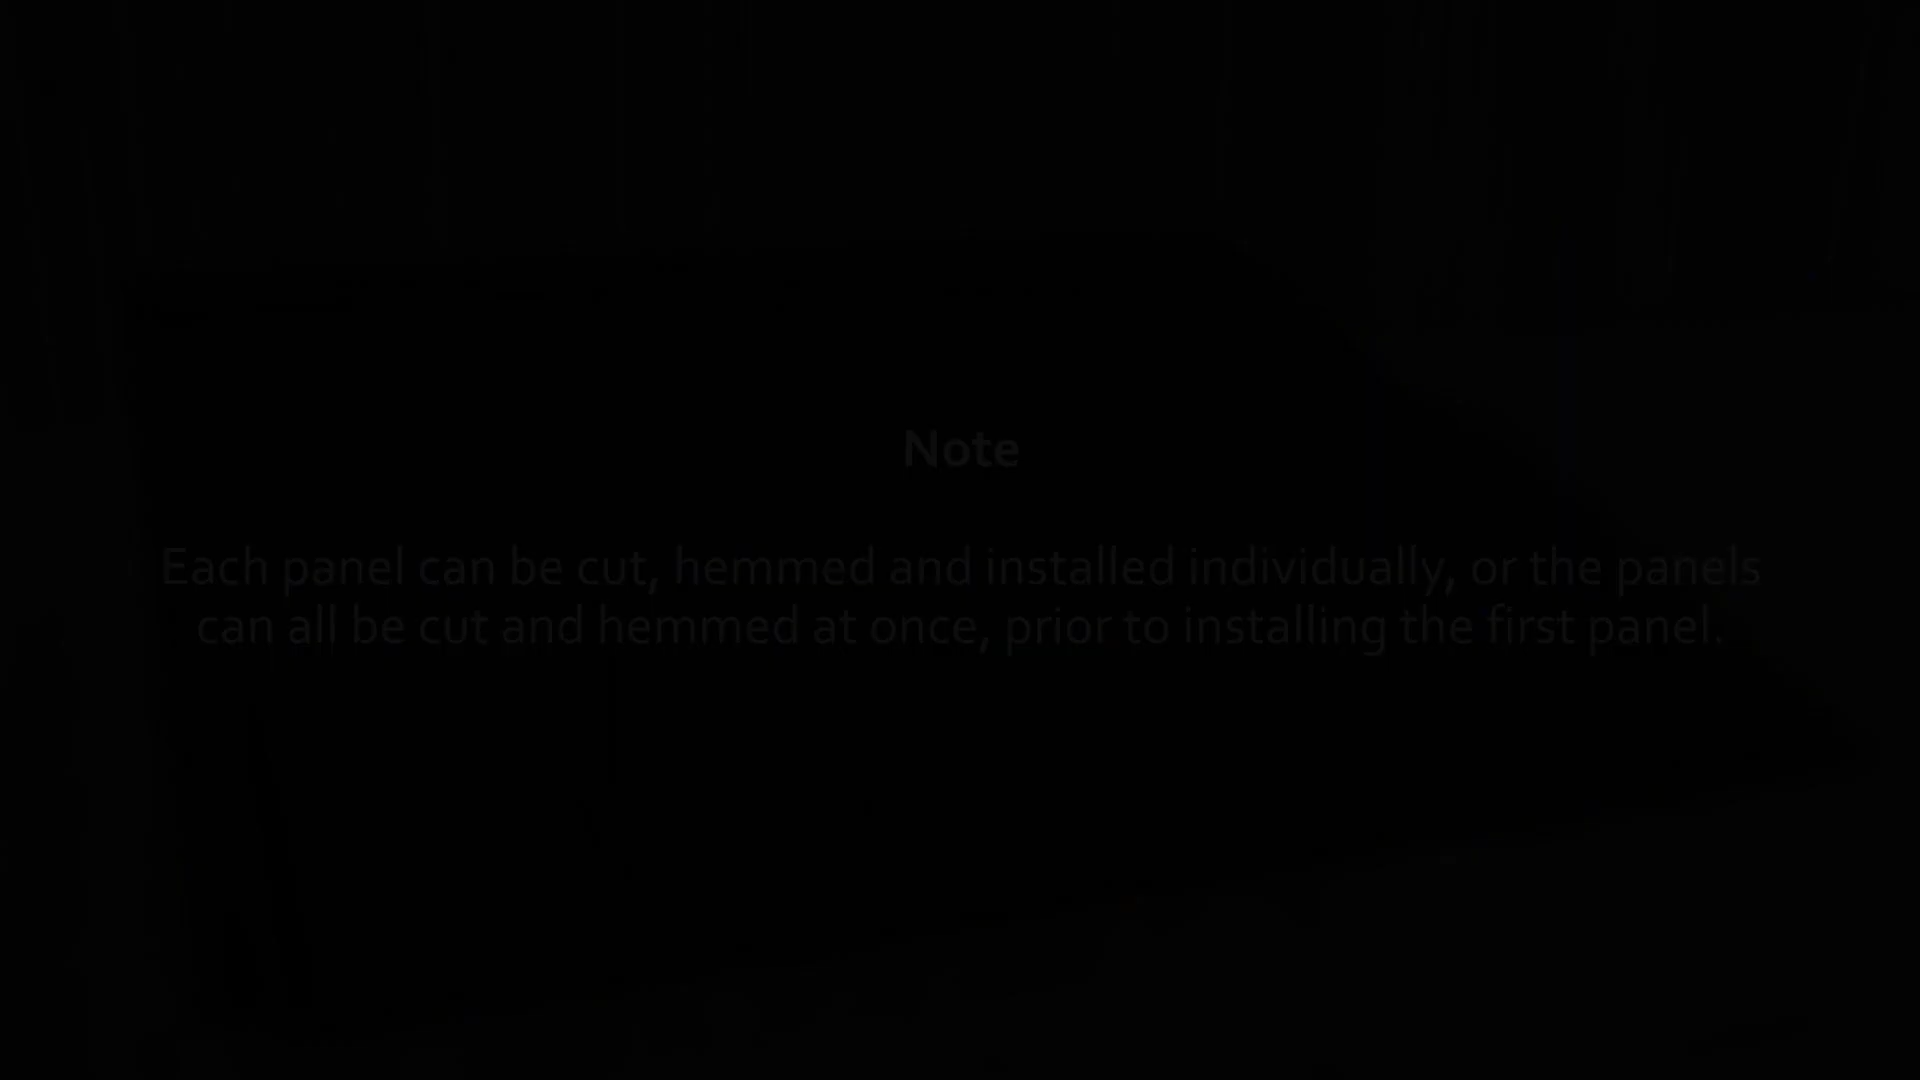 Note
Each panel can be cut, hemmed and installed individually, or the panels
can all be cut and hemmed at once, prior to installing the first panel.